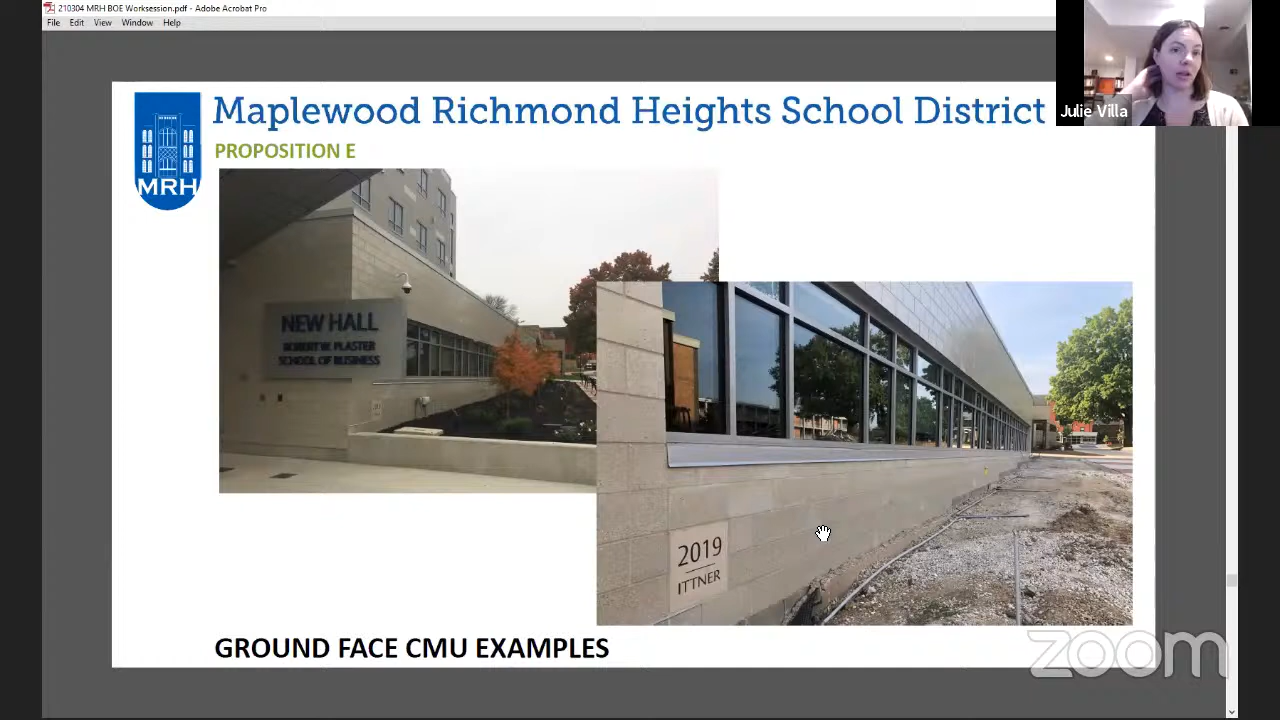 210304 MRH BOE Worksession.pdf - Adobe Acrobat Pro
File Edit View Window Help
Julie Villa
Maplewood Richmond Heights School District
PROPOSITION E
MRH
NEW HALL
ROBERT W. PLASTER
SCHOOL OF BUSINESS
2019
ITTNER
GROUND FACE CMU EXAMPLES
zoom